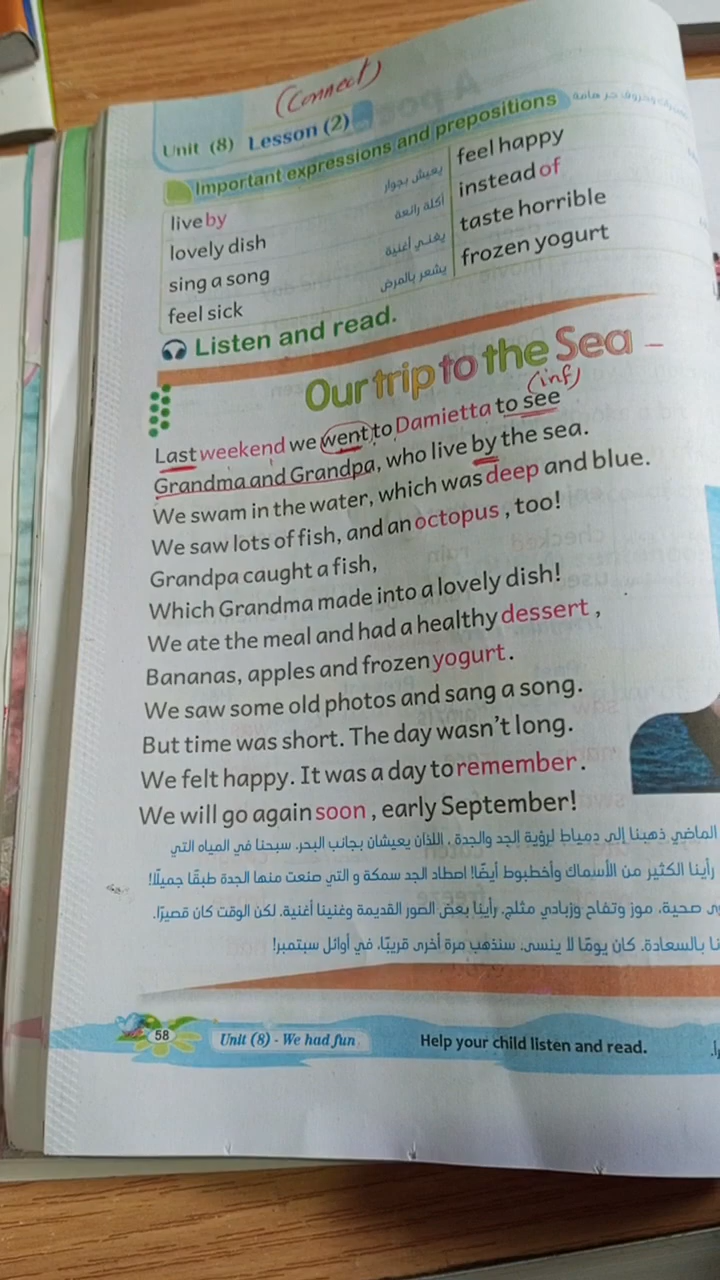 (Connect)
Unit (8) Lesson (2)
Important expressions and prepositions
live by يعيش بجوار
lovely dish أكلة رائعة
sing a song يغني أغنية
feel sick يشعر بالمرض
feel happy
instead of
taste horrible
frozen yogurt
Listen and read.
Our trip to the Sea
(inf)
Last weekend we went to Damietta to see
Grandma and Grandpa, who live by the sea.
We swam in the water, which was deep and blue.
We saw lots of fish, and an octopus , too!
Grandpa caught a fish,
Which Grandma made into a lovely dish!
We ate the meal and had a healthy dessert ,
Bananas, apples and frozen yogurt .
We saw some old photos and sang a song.
But time was short. The day wasn't long.
We felt happy. It was a day to remember .
We will go again soon , early September!
الماضي ذهبنا إلى دمياط لرؤية الجد والجدة، اللذان يعيشان بجانب البحر. سبحنا في المياه التي
رأينا الكثير من الأسماك وأخطبوط أيضًا! اصطاد الجد سمكة و التي صنعت منها الجدة طبقًا جميلًا!
صحية، موز وتفاح وزبادي مثلج. رأينا بعض الصور القديمة وغنينا أغنية. لكن الوقت كان قصيرًا.
بالسعادة. كان يومًا لا ينسى. سنذهب مرة أخرى قريبًا، في أوائل سبتمبر!
58
Unit (8) - We had fun
Help your child listen and read.